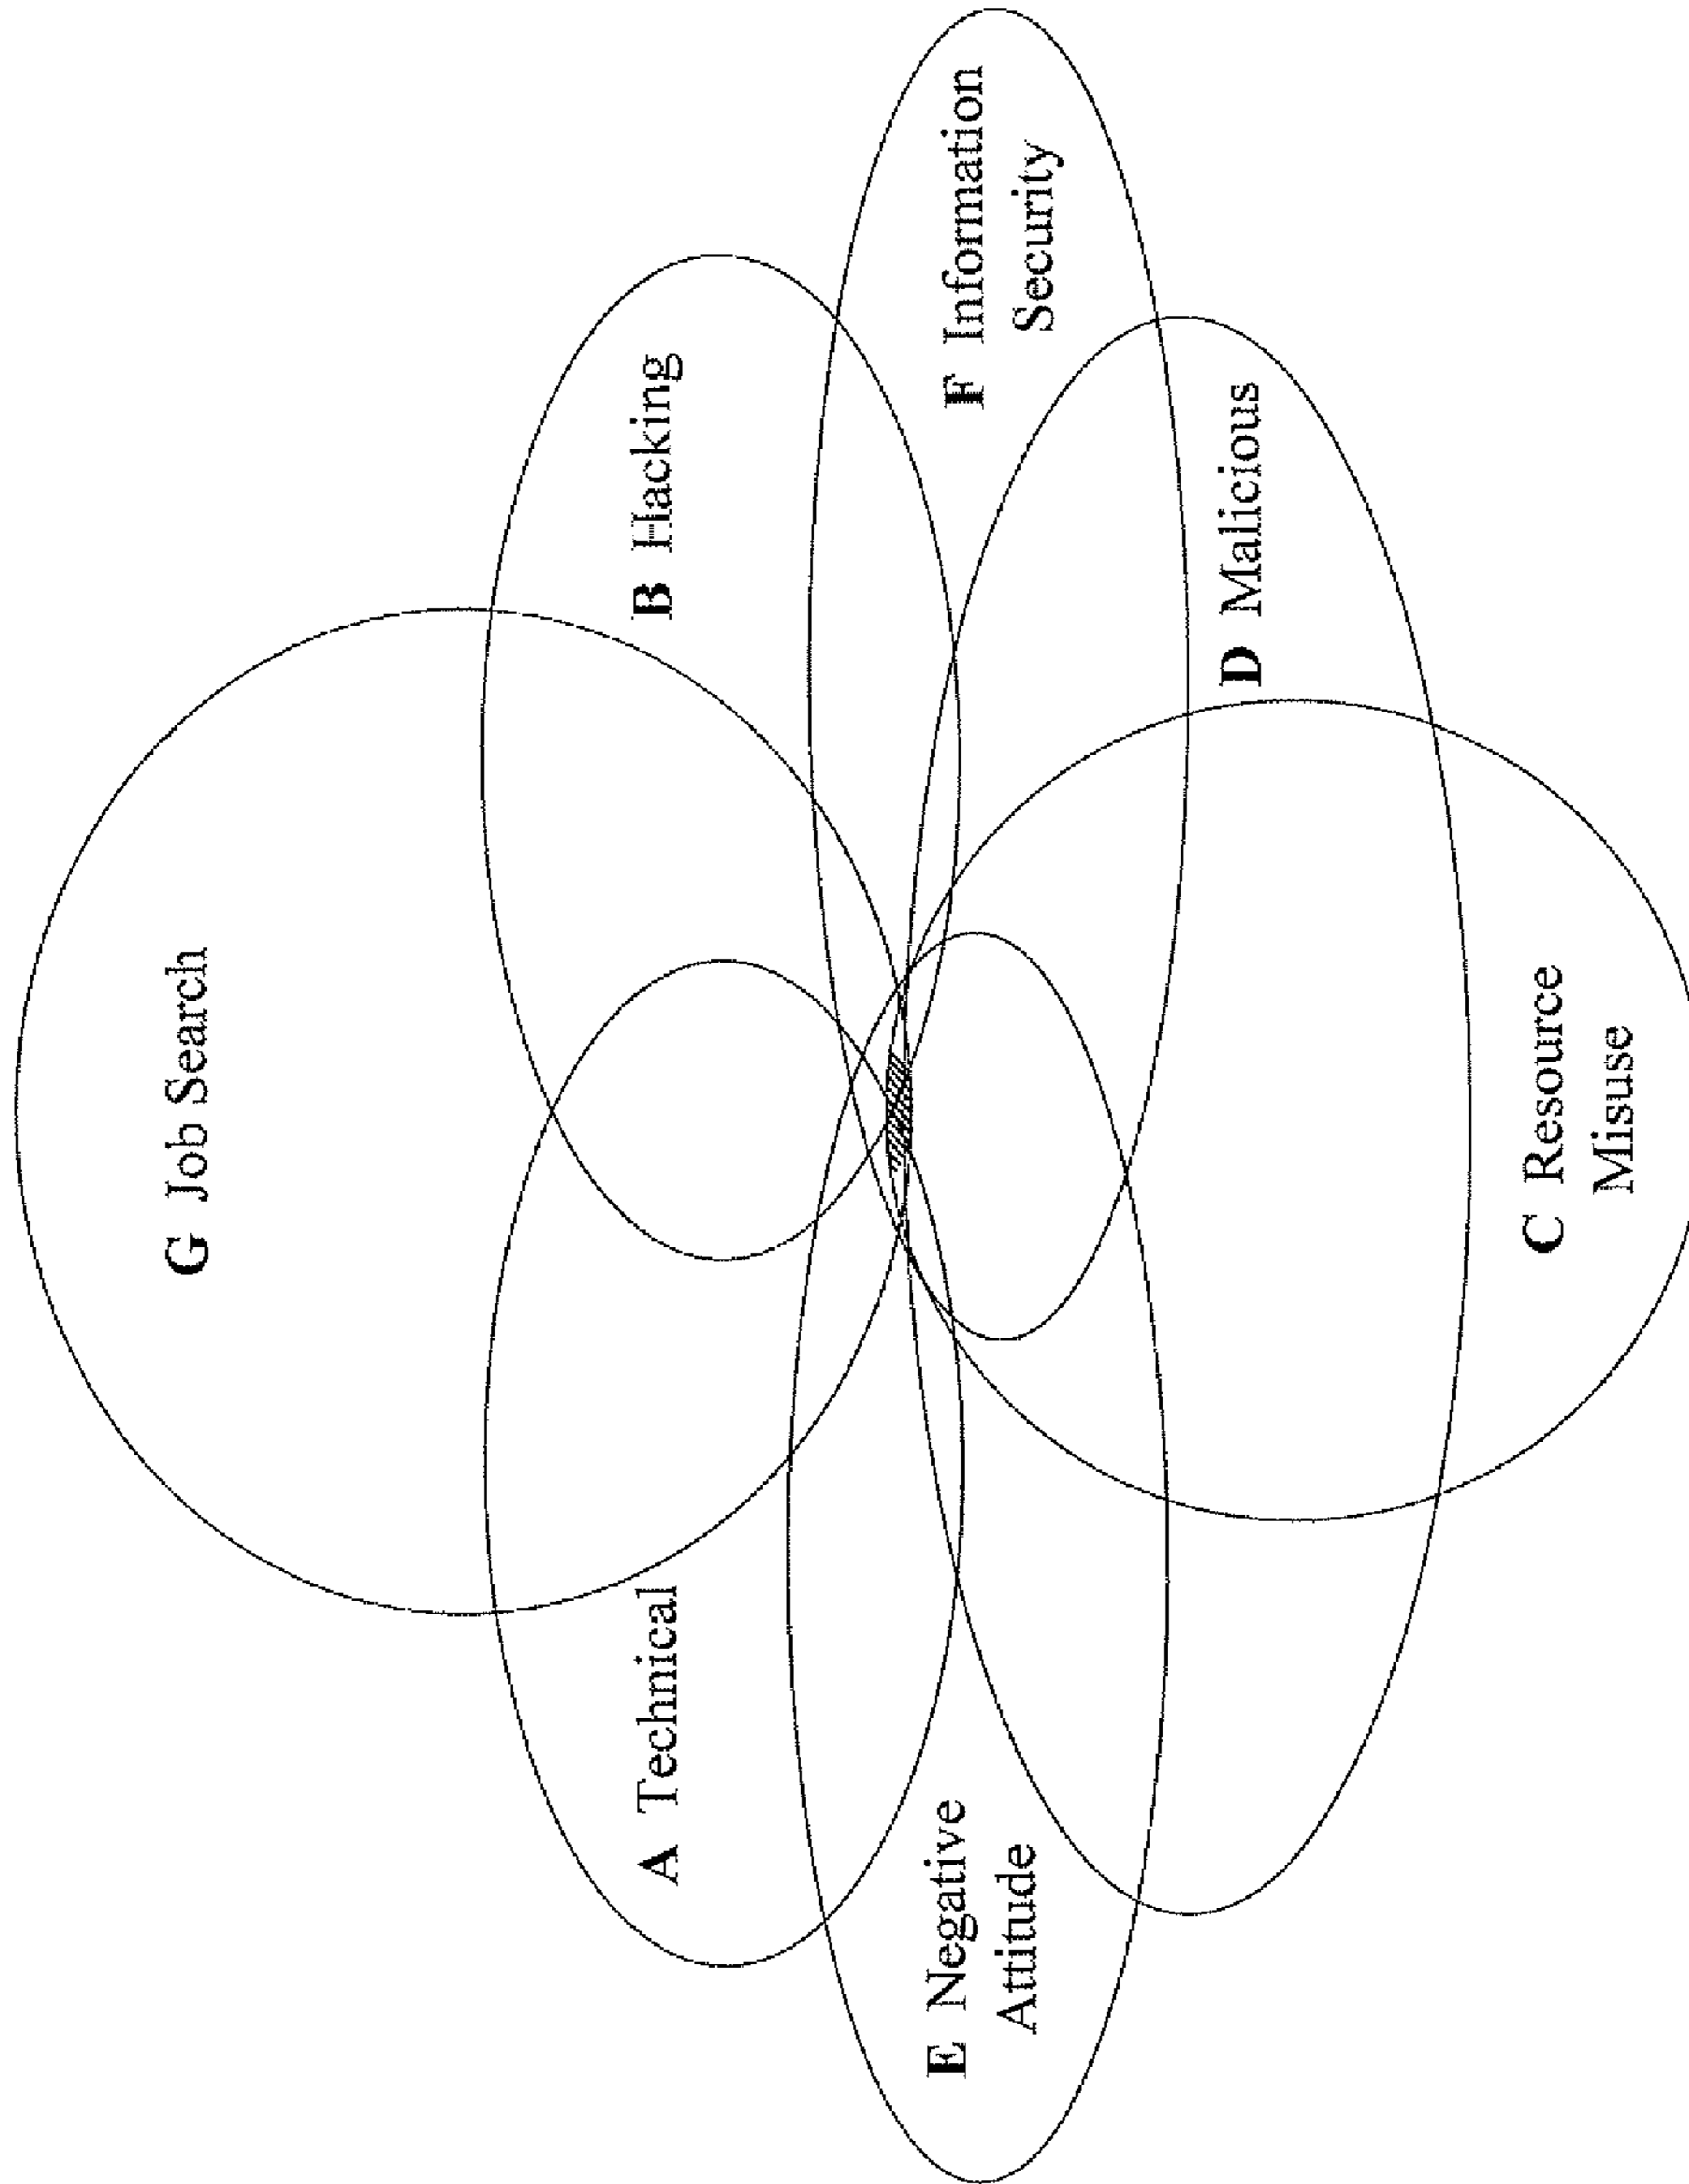 G Job Search
A Technical
B Hacking
E Negative
Attitude
F Information
Security
D Malicious
C Resource
Misuse